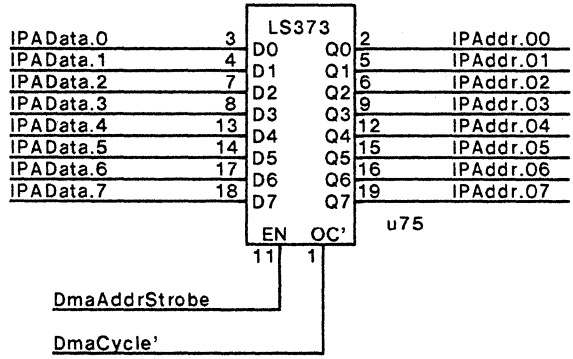 LS373
IPAData.0 3 D0 Q0 2 IPAddr.00
IPAData.1 4 D1 Q1 5 IPAddr.01
IPAData.2 7 D2 Q2 6 IPAddr.02
IPAData.3 8 D3 Q3 9 IPAddr.03
IPAData.4 13 D4 Q4 12 IPAddr.04
IPAData.5 14 D5 Q5 15 IPAddr.05
IPAData.6 17 D6 Q6 16 IPAddr.06
IPAData.7 18 D7 Q7 19 IPAddr.07
u75
EN OC'
11 1
DmaAddrStrobe
DmaCycle'